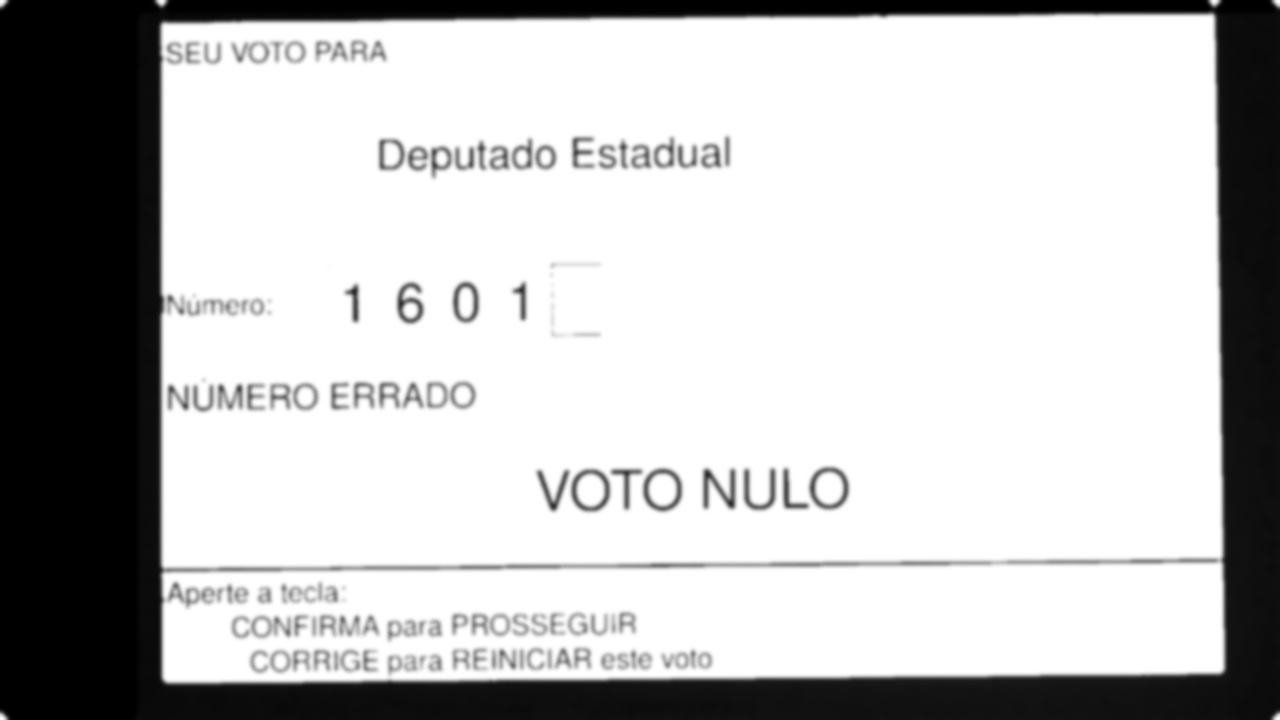 SEU VOTO PARA
Deputado Estadual
Número: 1 6 0 1
NÚMERO ERRADO
VOTO NULO
Aperte a tecla:
CONFIRMA para PROSSEGUIR
CORRIGE para REINICIAR este voto